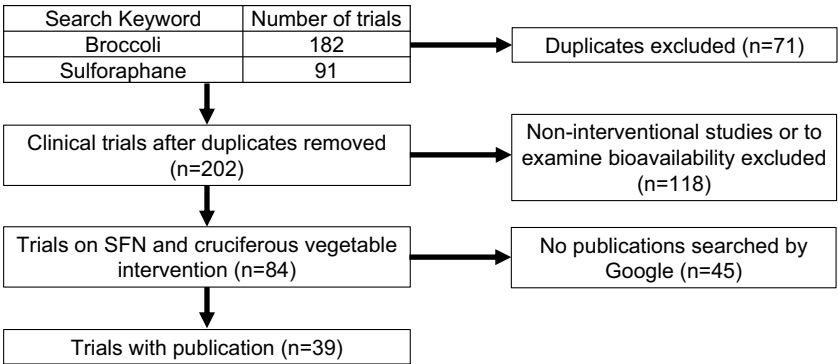 Search Keyword Number of trials
Broccoli 182
Sulforaphane 91
Duplicates excluded (n=71)
Clinical trials after duplicates removed
(n=202)
Non-interventional studies or to
examine bioavailability excluded
(n=118)
Trials on SFN and cruciferous vegetable
intervention (n=84)
No publications searched by
Google (n=45)
Trials with publication (n=39)